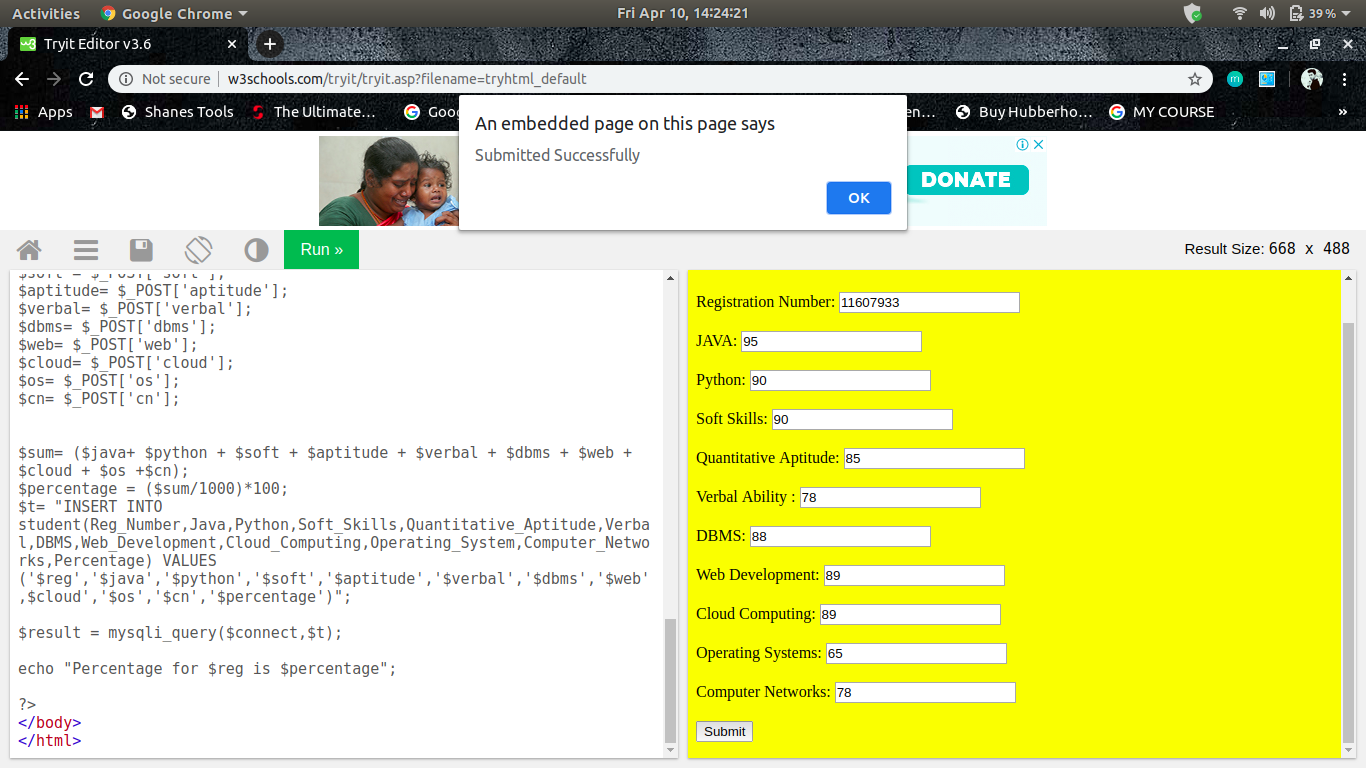 Activities Google Chrome Fri Apr 10, 14:24:21 39 %
Tryit Editor v3.6
Not secure w3schools.com/tryit/tryit.asp?filename=tryhtml_default
Apps Shanes Tools The Ultimate… Buy Hubberho… MY COURSE »
An embedded page on this page says
Submitted Successfully
OK
DONATE
Run »
Result Size: 668 x 488
$soft = $_POST['soft'];
$aptitude= $_POST['aptitude'];
$verbal= $_POST['verbal'];
$dbms= $_POST['dbms'];
$web= $_POST['web'];
$cloud= $_POST['cloud'];
$os= $_POST['os'];
$cn= $_POST['cn'];
$sum= ($java+ $python + $soft + $aptitude + $verbal + $dbms + $web +
$cloud + $os +$cn);
$percentage = ($sum/1000)*100;
$t= "INSERT INTO
student(Reg_Number,Java,Python,Soft_Skills,Quantitative_Aptitude,Verba
l,DBMS,Web_Development,Cloud_Computing,Operating_System,Computer_Netwo
rks,Percentage) VALUES
('$reg','$java','$python','$soft','$aptitude','$verbal','$dbms','$web'
,$cloud','$os','$cn','$percentage')";
$result = mysqli_query($connect,$t);
echo "Percentage for $reg is $percentage";
?>
</body>
</html>
Registration Number: 11607933
JAVA: 95
Python: 90
Soft Skills: 90
Quantitative Aptitude: 85
Verbal Ability : 78
DBMS: 88
Web Development: 89
Cloud Computing: 89
Operating Systems: 65
Computer Networks: 78
Submit